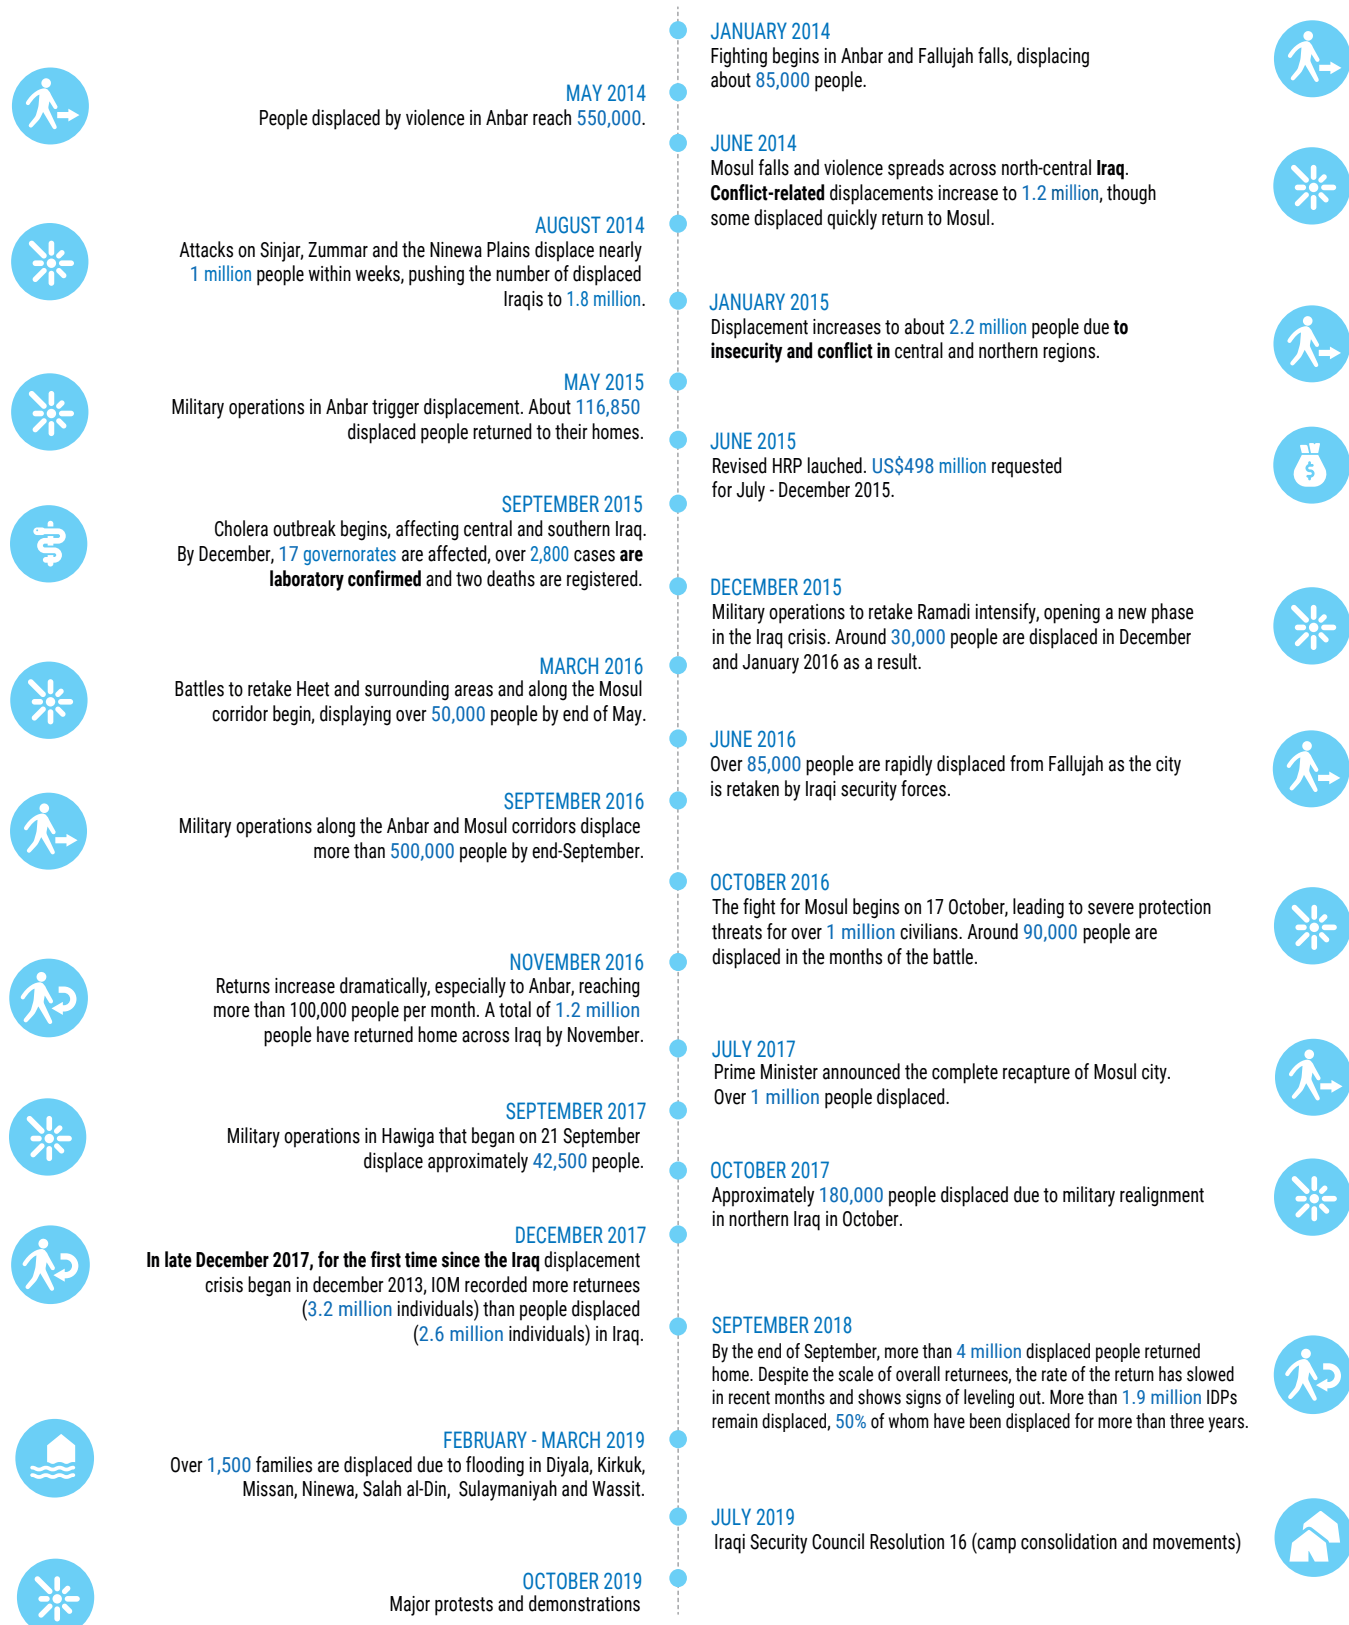 JANUARY 2014
Fighting begins in Anbar and Fallujah falls, displacing
about 85,000 people.
MAY 2014
People displaced by violence in Anbar reach 550,000.
JUNE 2014
Mosul falls and violence spreads across north-central Iraq.
Conflict-related displacements increase to 1.2 million, though
some displaced quickly return to Mosul.
AUGUST 2014
Attacks on Sinjar, Zummar and the Ninewa Plains displace nearly
1 million people within weeks, pushing the number of displaced
Iraqis to 1.8 million.
JANUARY 2015
Displacement increases to about 2.2 million people due to
insecurity and conflict in central and northern regions.
MAY 2015
Military operations in Anbar trigger displacement. About 116,850
displaced people returned to their homes.
JUNE 2015
Revised HRP lauched. US$498 million requested
for July - December 2015.
$
SEPTEMBER 2015
Cholera outbreak begins, affecting central and southern Iraq.
By December, 17 governorates are affected, over 2,800 cases are
laboratory confirmed and two deaths are registered.
DECEMBER 2015
Military operations to retake Ramadi intensify, opening a new phase
in the Iraq crisis. Around 30,000 people are displaced in December
and January 2016 as a result.
MARCH 2016
Battles to retake Heet and surrounding areas and along the Mosul
corridor begin, displaying over 50,000 people by end of May.
JUNE 2016
Over 85,000 people are rapidly displaced from Fallujah as the city
is retaken by Iraqi security forces.
SEPTEMBER 2016
Military operations along the Anbar and Mosul corridors displace
more than 500,000 people by end-September.
OCTOBER 2016
The fight for Mosul begins on 17 October, leading to severe protection
threats for over 1 million civilians. Around 90,000 people are
displaced in the months of the battle.
NOVEMBER 2016
Returns increase dramatically, especially to Anbar, reaching
more than 100,000 people per month. A total of 1.2 million
people have returned home across Iraq by November.
JULY 2017
Prime Minister announced the complete recapture of Mosul city.
Over 1 million people displaced.
SEPTEMBER 2017
Military operations in Hawiga that began on 21 September
displace approximately 42,500 people.
OCTOBER 2017
Approximately 180,000 people displaced due to military realignment
in northern Iraq in October.
DECEMBER 2017
In late December 2017, for the first time since the Iraq displacement
crisis began in december 2013, IOM recorded more returnees
(3.2 million individuals) than people displaced
(2.6 million individuals) in Iraq.
SEPTEMBER 2018
By the end of September, more than 4 million displaced people returned
home. Despite the scale of overall returnees, the rate of the return has slowed
in recent months and shows signs of leveling out. More than 1.9 million IDPs
remain displaced, 50% of whom have been displaced for more than three years.
FEBRUARY - MARCH 2019
Over 1,500 families are displaced due to flooding in Diyala, Kirkuk,
Missan, Ninewa, Salah al-Din, Sulaymaniyah and Wassit.
JULY 2019
Iraqi Security Council Resolution 16 (camp consolidation and movements)
OCTOBER 2019
Major protests and demonstrations